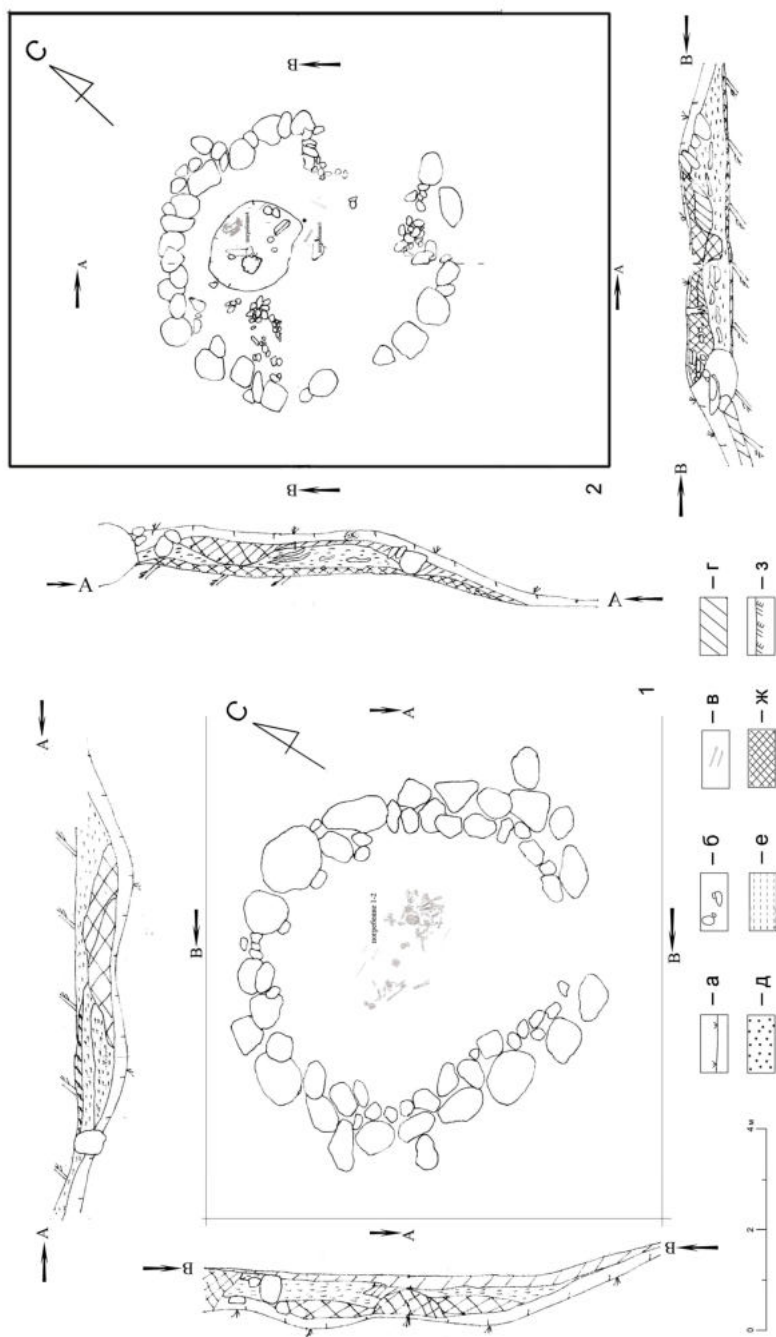 С
В
В
А
А
2
В
В
А
А
С
1
погребение 1-2
А
А
В
В
А
А
В
В
а –
б –
в –
г –
д –
е –
ж –
з –
0
2
4 м